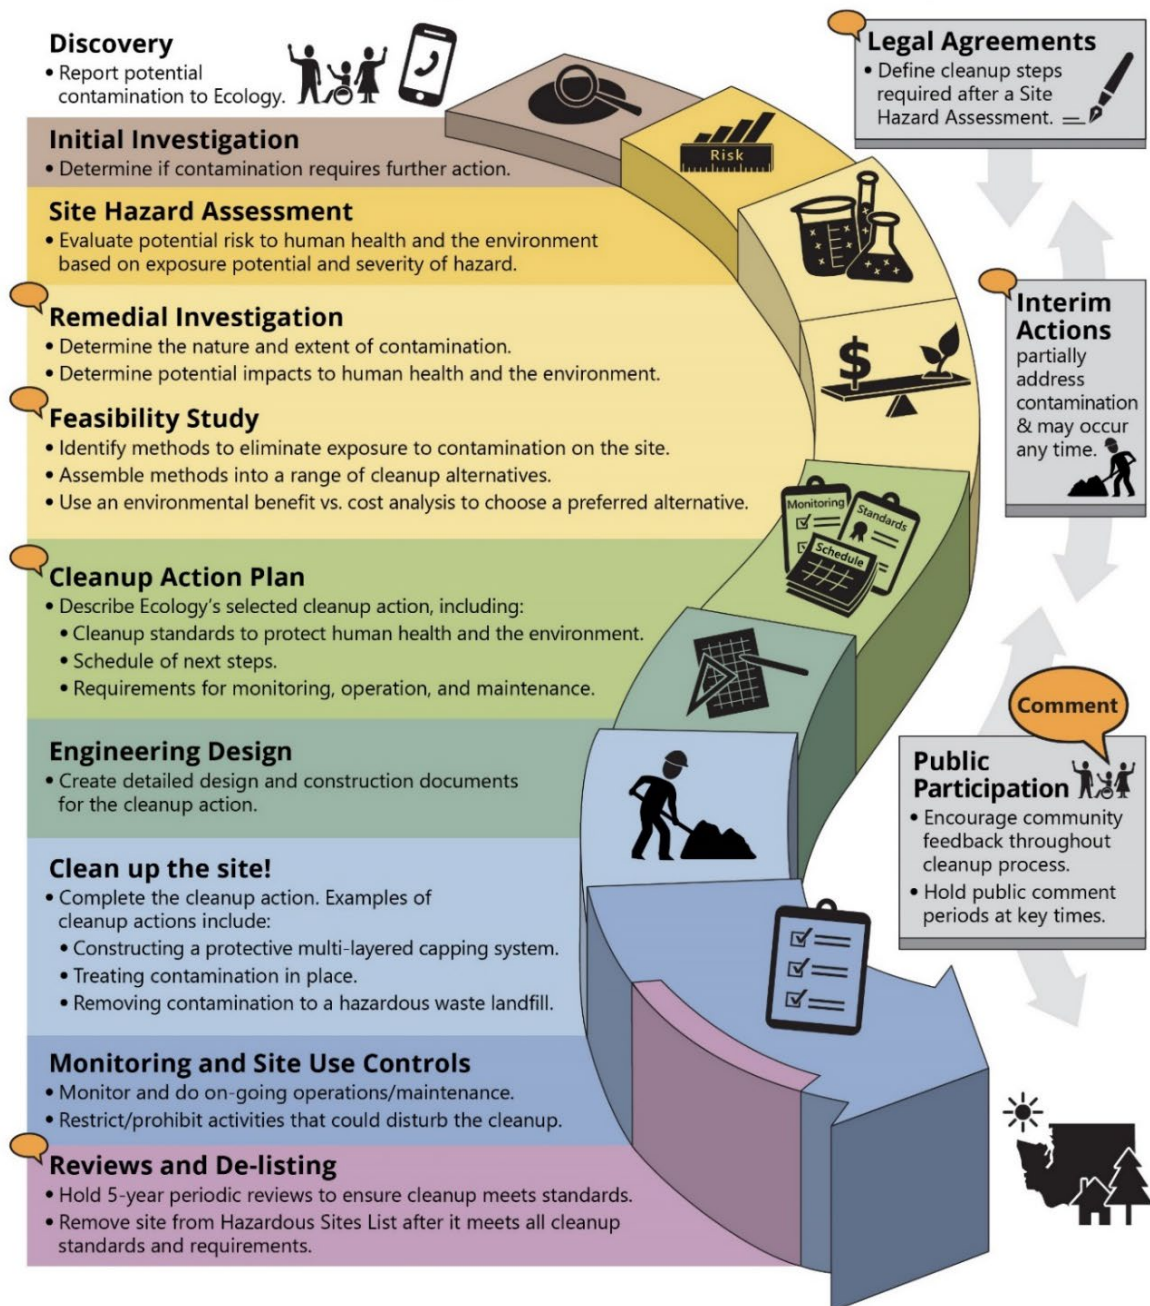 Discovery
• Report potential
contamination to Ecology.
Initial Investigation
• Determine if contamination requires further action.
Site Hazard Assessment
• Evaluate potential risk to human health and the environment
based on exposure potential and severity of hazard.
Remedial Investigation
• Determine the nature and extent of contamination.
• Determine potential impacts to human health and the environment.
Feasibility Study
• Identify methods to eliminate exposure to contamination on the site.
• Assemble methods into a range of cleanup alternatives.
• Use an environmental benefit vs. cost analysis to choose a preferred alternative.
Cleanup Action Plan
• Describe Ecology's selected cleanup action, including:
• Cleanup standards to protect human health and the environment.
• Schedule of next steps.
• Requirements for monitoring, operation, and maintenance.
Engineering Design
• Create detailed design and construction documents
for the cleanup action.
Clean up the site!
• Complete the cleanup action. Examples of
cleanup actions include:
• Constructing a protective multi-layered capping system.
• Treating contamination in place.
• Removing contamination to a hazardous waste landfill.
Monitoring and Site Use Controls
• Monitor and do on-going operations/maintenance.
• Restrict/prohibit activities that could disturb the cleanup.
Reviews and De-listing
• Hold 5-year periodic reviews to ensure cleanup meets standards.
• Remove site from Hazardous Sites List after it meets all cleanup
standards and requirements.
Risk
$
Monitoring
Standards
Schedule
Legal Agreements
• Define cleanup steps
required after a Site
Hazard Assessment.
Interim
Actions
partially
address
contamination
& may occur
any time.
Comment
Public
Participation
• Encourage community
feedback throughout
cleanup process.
• Hold public comment
periods at key times.